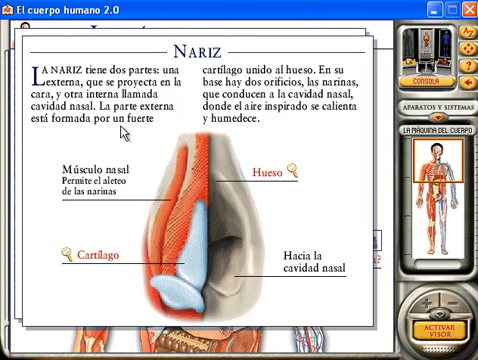 El cuerpo humano 2.0
NARIZ
LA NARIZ tiene dos partes: una
externa, que se proyecta en la
cara, y otra interna llamada
cavidad nasal. La parte externa
está formada por un fuerte
cartílago unido al hueso. En su
base hay dos orificios, las narinas,
que conducen a la cavidad nasal,
donde el aire inspirado se calienta
y humedece.
Músculo nasal
Permite el aleteo
de las narinas
Hueso
Cartílago
Hacia la
cavidad nasal
?
CONSOLA
APARATOS Y SISTEMAS
LA MÁQUINA DEL CUERPO
ACTIVAR
VISOR